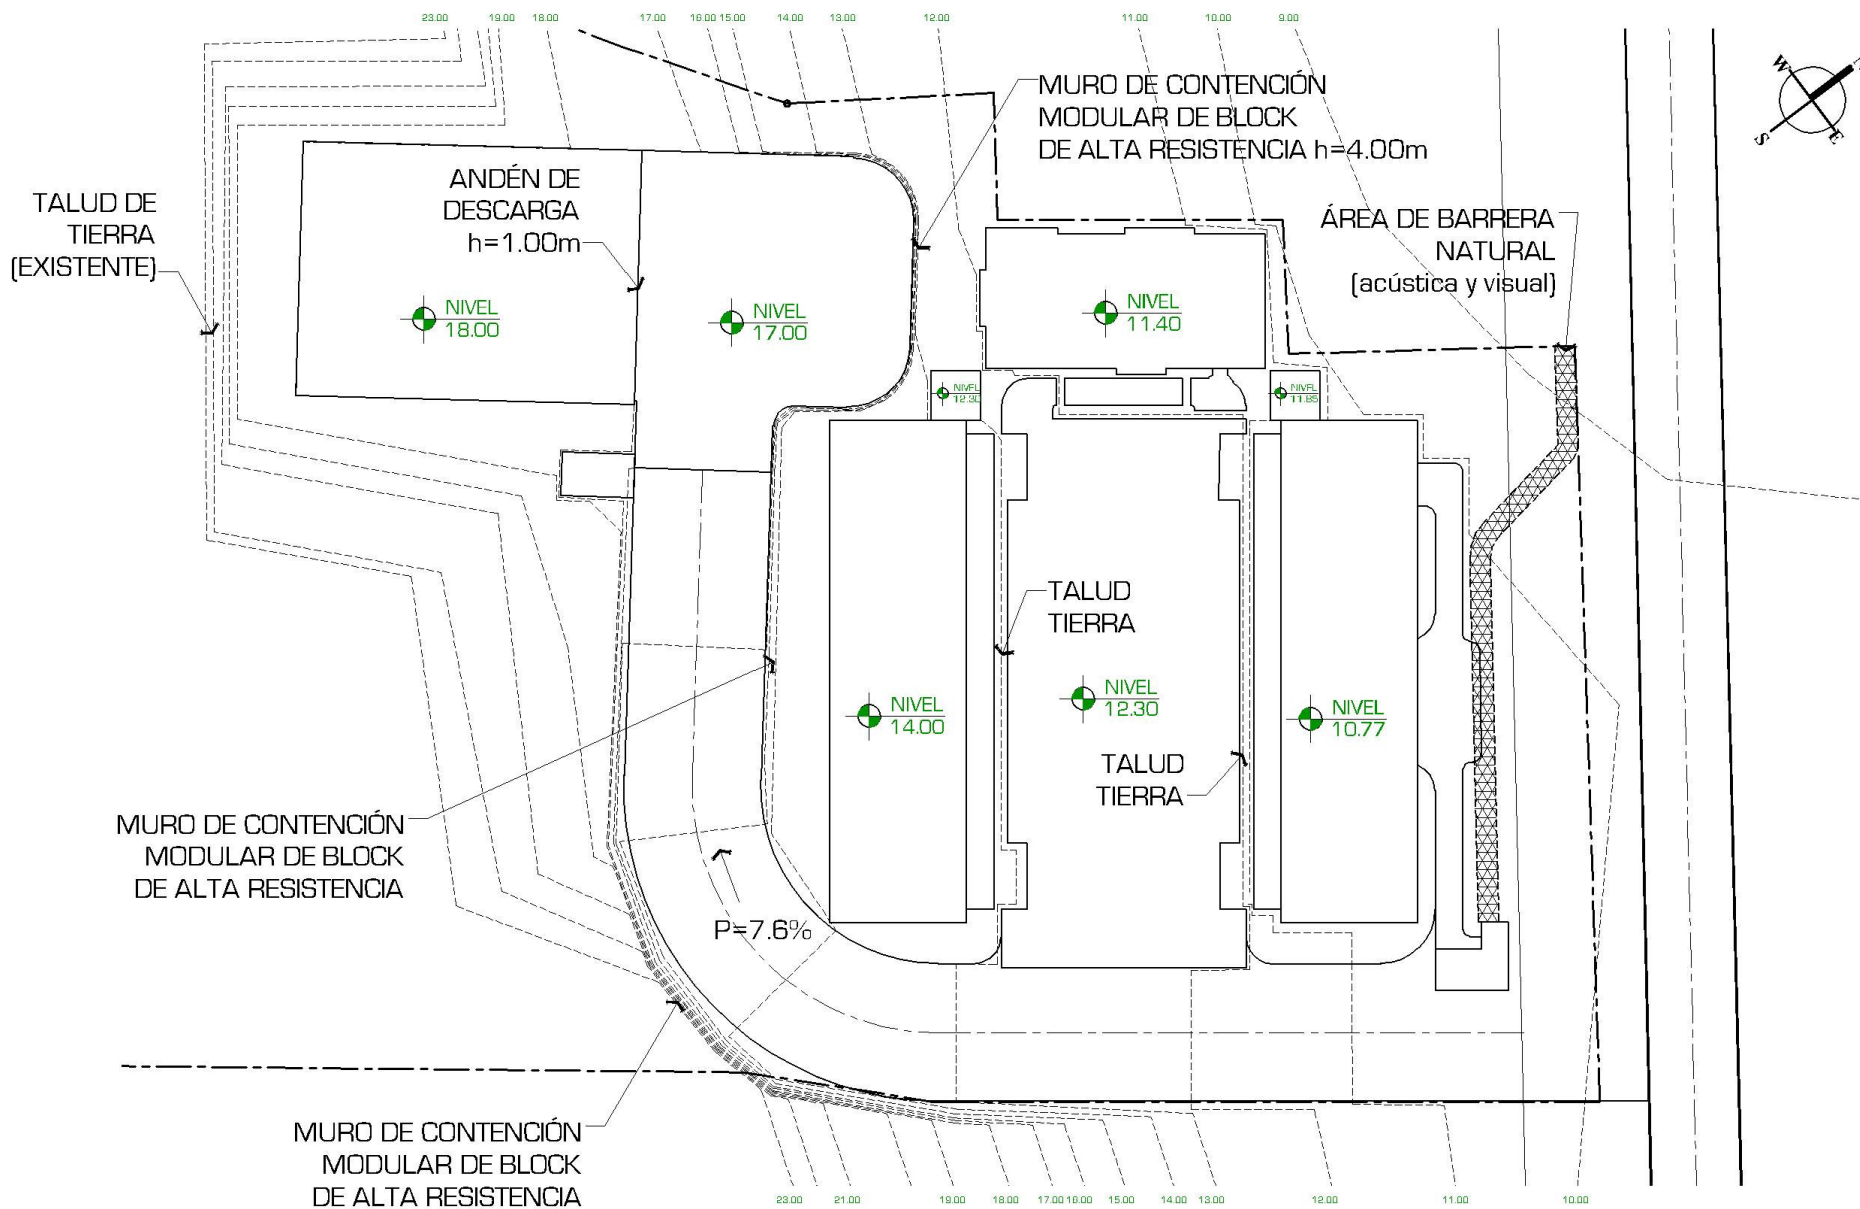 23.00 19.00 18.00 17.00 16.00 15.00 14.00 13.00 12.00 11.00 10.00 9.00
MURO DE CONTENCIÓN
MODULAR DE BLOCK
DE ALTA RESISTENCIA h=4.00m
W
S
E
TALUD DE
TIERRA
(EXISTENTE)
ANDÉN DE
DESCARGA
h=1.00m
ÁREA DE BARRERA
NATURAL
(acústica y visual)
NIVEL
18.00
NIVEL
17.00
NIVEL
11.40
NIVEL
12.30
NIVEL
11.85
TALUD
TIERRA
NIVEL
14.00
NIVEL
12.30
NIVEL
10.77
TALUD
TIERRA
MURO DE CONTENCIÓN
MODULAR DE BLOCK
DE ALTA RESISTENCIA
P=7.6%
MURO DE CONTENCIÓN
MODULAR DE BLOCK
DE ALTA RESISTENCIA
23.00 21.00 19.00 18.00 17.00 16.00 15.00 14.00 13.00 12.00 11.00 10.00